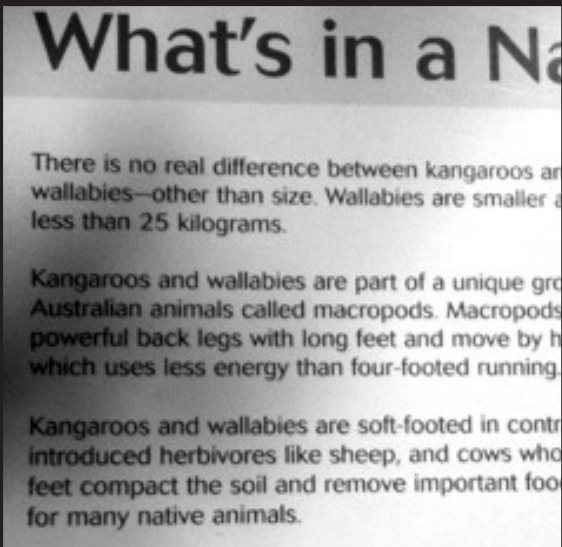 What's in a Na
There is no real difference between kangaroos an
wallabies—other than size. Wallabies are smaller a
less than 25 kilograms.
Kangaroos and wallabies are part of a unique gro
Australian animals called macropods. Macropods
powerful back legs with long feet and move by h
which uses less energy than four-footed running.
Kangaroos and wallabies are soft-footed in contr
introduced herbivores like sheep, and cows who
feet compact the soil and remove important foo
for many native animals.